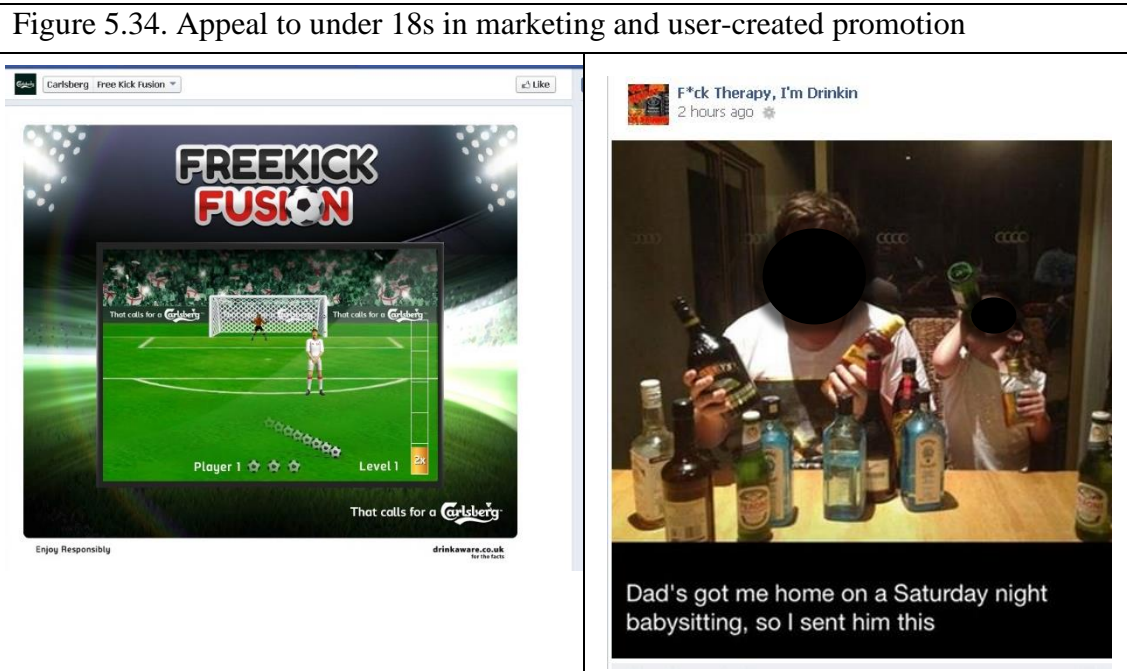 Figure 5.34. Appeal to under 18s in marketing and user-created promotion
Carlsberg Free Kick Fusion
Like
FREEKICK
FUSION
That calls for a Carlsberg
That calls for a Carlsberg
Player 1
Level 1
2x
That calls for a Carlsberg
Enjoy Responsibly
drinkaware.co.uk
for the facts
F*ck Therapy, I'm Drinkin
2 hours ago
Dad's got me home on a Saturday night
babysitting, so I sent him this